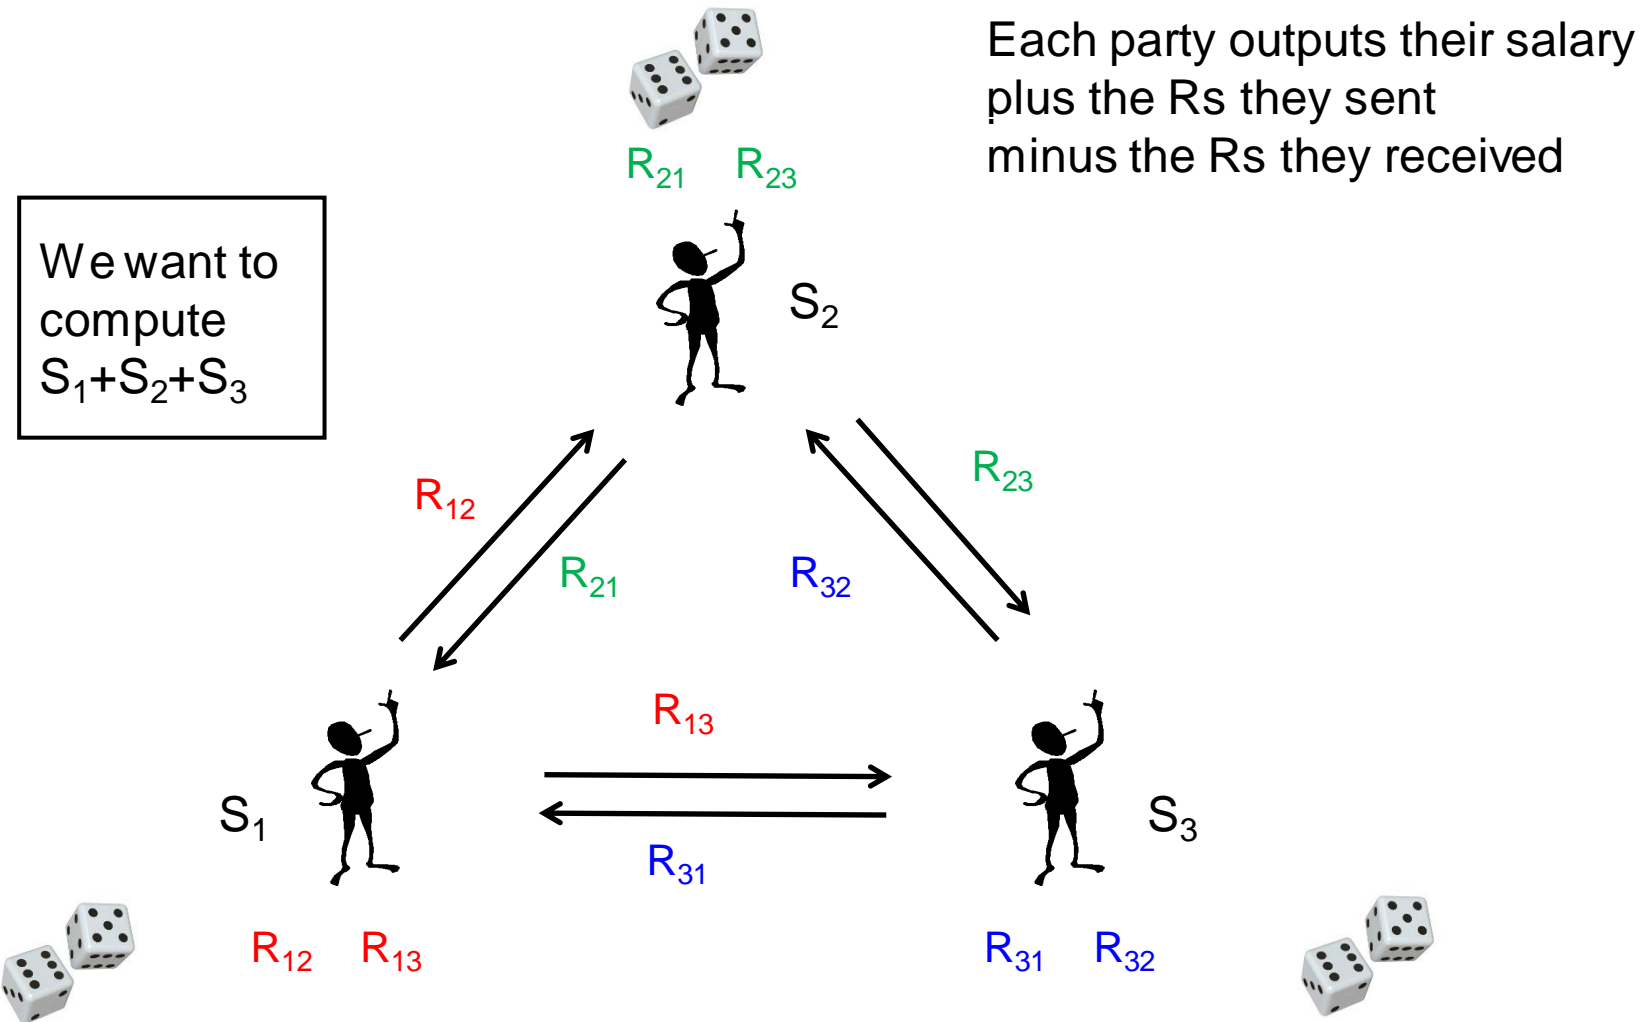 Each party outputs their salary
plus the Rs they sent
minus the Rs they received
R₂₁ R₂₃
We want to
compute
S₁+S₂+S₃
S₂
R₁₂
R₂₃
R₂₁
R₃₂
R₁₃
S₁
S₃
R₃₁
R₁₂ R₁₃
R₃₁ R₃₂